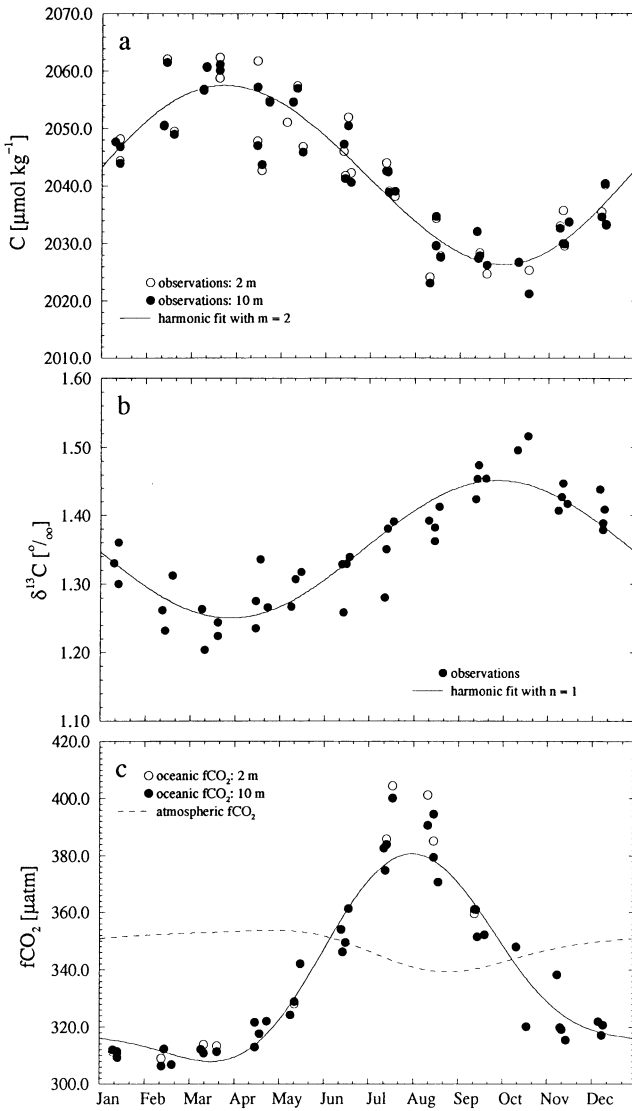 a
2070.0
2060.0
2050.0
2040.0
2030.0
2020.0
2010.0
C [μmol kg⁻¹]
observations: 2 m
observations: 10 m
harmonic fit with m = 2
b
1.60
1.50
1.40
1.30
1.20
1.10
δ¹³C [º/∞]
observations
harmonic fit with n = 1
c
420.0
400.0
380.0
360.0
340.0
320.0
300.0
fCO₂ [μatm]
oceanic fCO₂: 2 m
oceanic fCO₂: 10 m
atmospheric fCO₂
Jan Feb Mar Apr May Jun Jul Aug Sep Oct Nov Dec